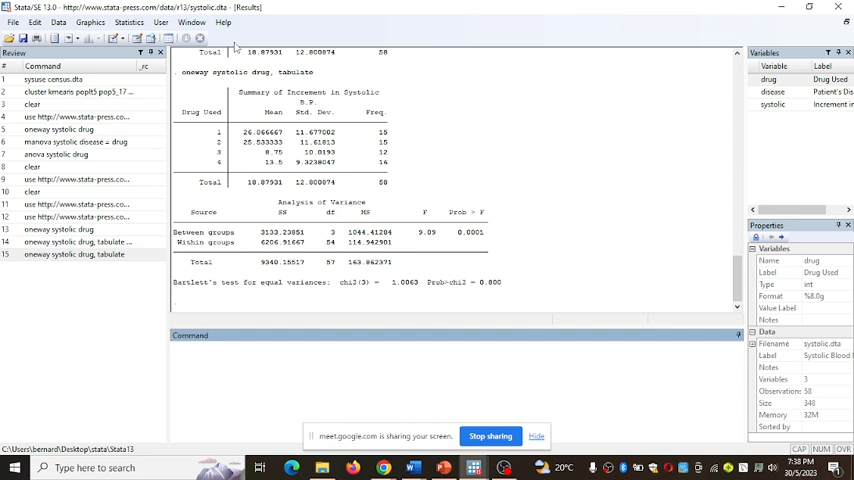 Stata/SE 13.0 - http://www.stata-press.com/data/r13/systolic.dta - [Results]
File Edit Data Graphics Statistics User Window Help
Review
# Command _rc
1 sysuse census.dta
2 cluster kmeans poplt5 pop5_17 ...
3 clear
4 use http://www.stata-press.co...
5 oneway systolic drug
6 manova systolic disease = drug
7 anova systolic drug
8 clear
9 use http://www.stata-press.co...
10 clear
11 use http://www.stata-press.co...
12 use http://www.stata-press.co...
13 oneway systolic drug
14 oneway systolic drug, tabulate ...
15 oneway systolic drug, tabulate
Total 18.87931 12.800874 58
. oneway systolic drug, tabulate
Summary of Increment in Systolic
B.P.
Drug Used Mean Std. Dev. Freq.
1 26.066667 11.677002 15
2 25.533333 11.61813 15
3 8.75 10.0193 12
4 13.5 9.3238047 16
Total 18.87931 12.800874 58
Analysis of Variance
Source SS df MS F Prob > F
Between groups 3133.23851 3 1044.41284 9.09 0.0001
Within groups 6206.91667 54 114.942901
Total 9340.15517 57 163.862371
Bartlett's test for equal variances: chi2(3) = 1.0063 Prob>chi2 = 0.800
.
Command
Variables
Variable Label
drug Drug Used
disease Patient's Dis
systolic Increment in
Properties
Variables
Name drug
Label Drug Used
Type int
Format %8.0g
Value Label
Notes
Data
Filename systolic.dta
Label Systolic Blood
Notes
Variables 3
Observations 58
Size 348
Memory 32M
Sorted by
meet.google.com is sharing your screen. Stop sharing Hide
C:\Users\bernard\Desktop\stata\Stata13
CAP NUM OVR
Type here to search
20°C
7:38 PM
30/5/2023